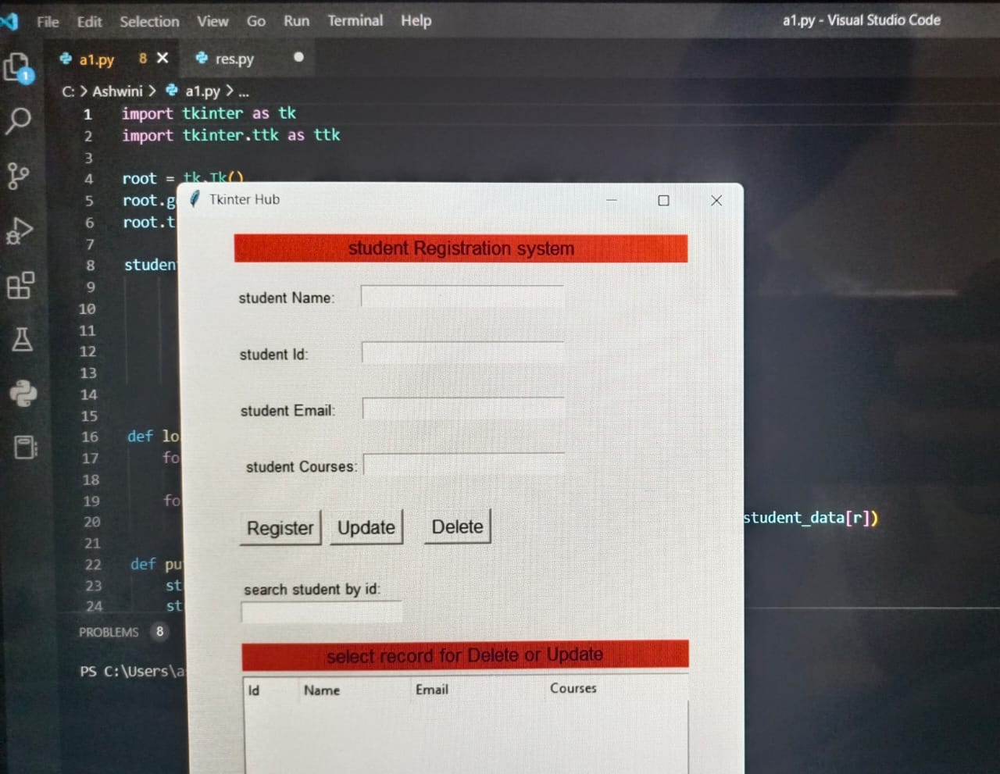 File Edit Selection View Go Run Terminal Help a1.py - Visual Studio Code
a1.py 8 res.py
1
C: > Ashwini > a1.py > ...
1 import tkinter as tk
2 import tkinter.ttk as ttk
3
4 root = tk.Tk()
5 root.g
6 root.t
7
8 studen
9
10
11
12
13
14
15
16 def lo
17 fo
18
19 fo
20 student_data[r])
21
22 def pu
23 st
24 st
PROBLEMS 8
PS C:\Users\a
Tkinter Hub
student Registration system
student Name:
student Id:
student Email:
student Courses:
Register Update Delete
search student by id:
select record for Delete or Update
Id Name Email Courses